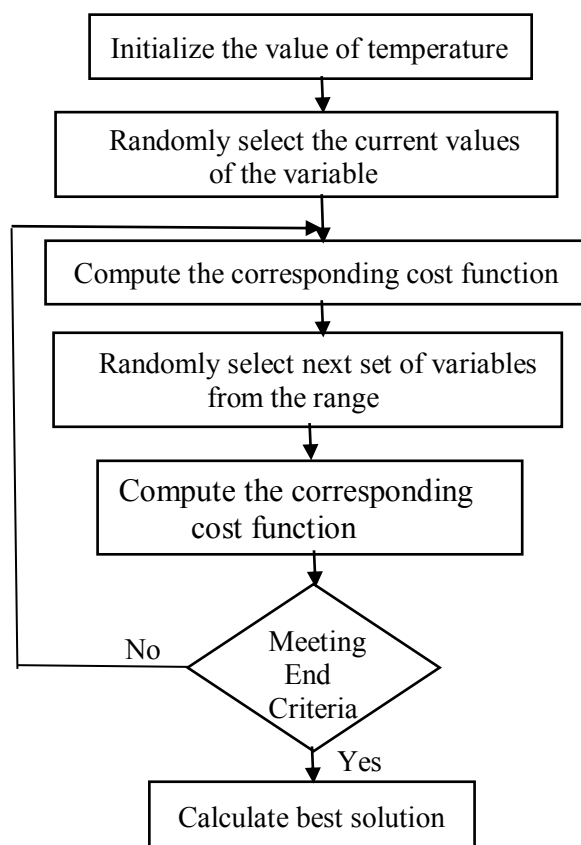 Initialize the value of temperature
Randomly select the current values
of the variable
Compute the corresponding cost function
Randomly select next set of variables
from the range
Compute the corresponding
cost function
Meeting
End
Criteria
No
Yes
Calculate best solution